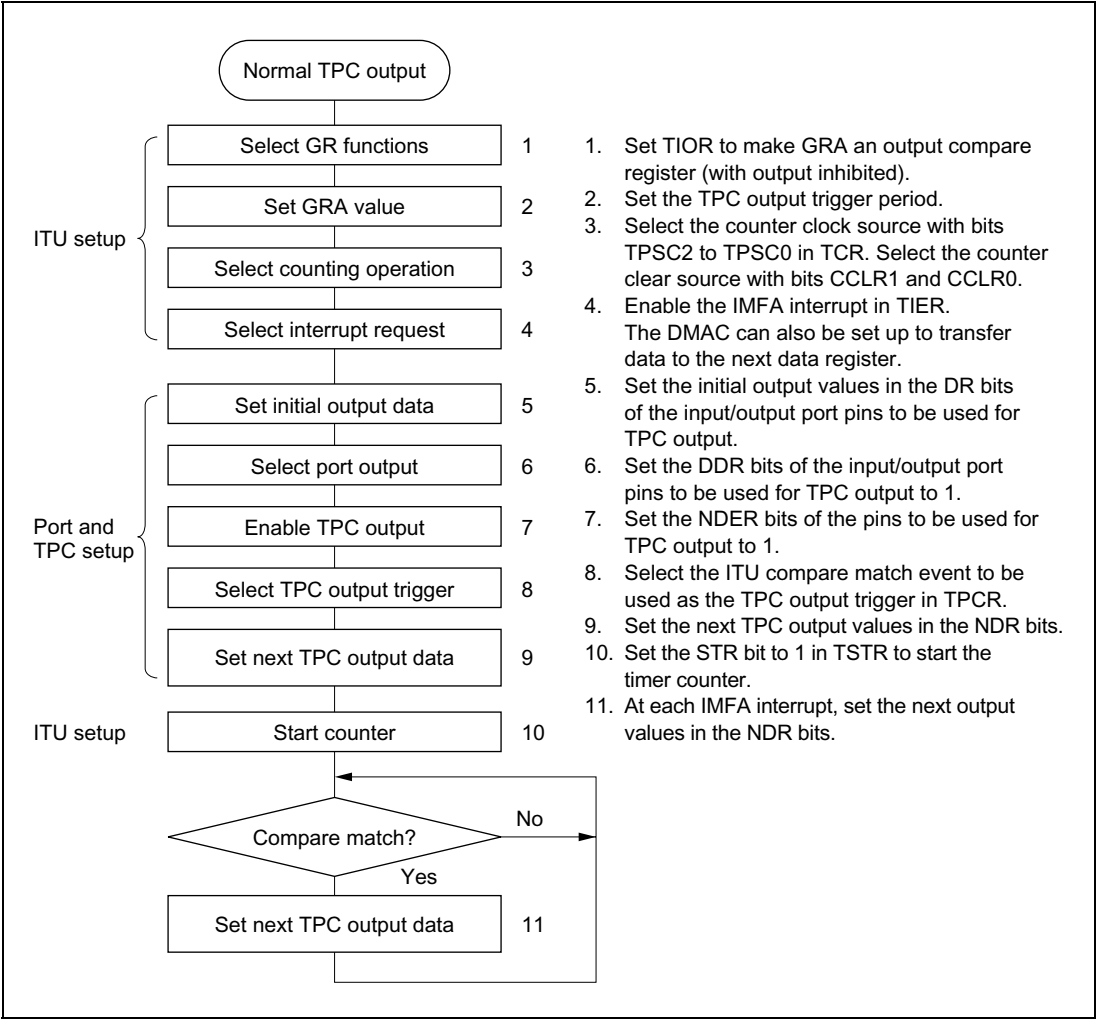 Normal TPC output
ITU setup
Select GR functions 1
Set GRA value 2
Select counting operation 3
Select interrupt request 4
Port and
TPC setup
Set initial output data 5
Select port output 6
Enable TPC output 7
Select TPC output trigger 8
Set next TPC output data 9
ITU setup
Start counter 10
Compare match?
No
Yes
Set next TPC output data 11
1. Set TIOR to make GRA an output compare
register (with output inhibited).
2. Set the TPC output trigger period.
3. Select the counter clock source with bits
TPSC2 to TPSC0 in TCR. Select the counter
clear source with bits CCLR1 and CCLR0.
4. Enable the IMFA interrupt in TIER.
The DMAC can also be set up to transfer
data to the next data register.
5. Set the initial output values in the DR bits
of the input/output port pins to be used for
TPC output.
6. Set the DDR bits of the input/output port
pins to be used for TPC output to 1.
7. Set the NDER bits of the pins to be used for
TPC output to 1.
8. Select the ITU compare match event to be
used as the TPC output trigger in TPCR.
9. Set the next TPC output values in the NDR bits.
10. Set the STR bit to 1 in TSTR to start the
timer counter.
11. At each IMFA interrupt, set the next output
values in the NDR bits.